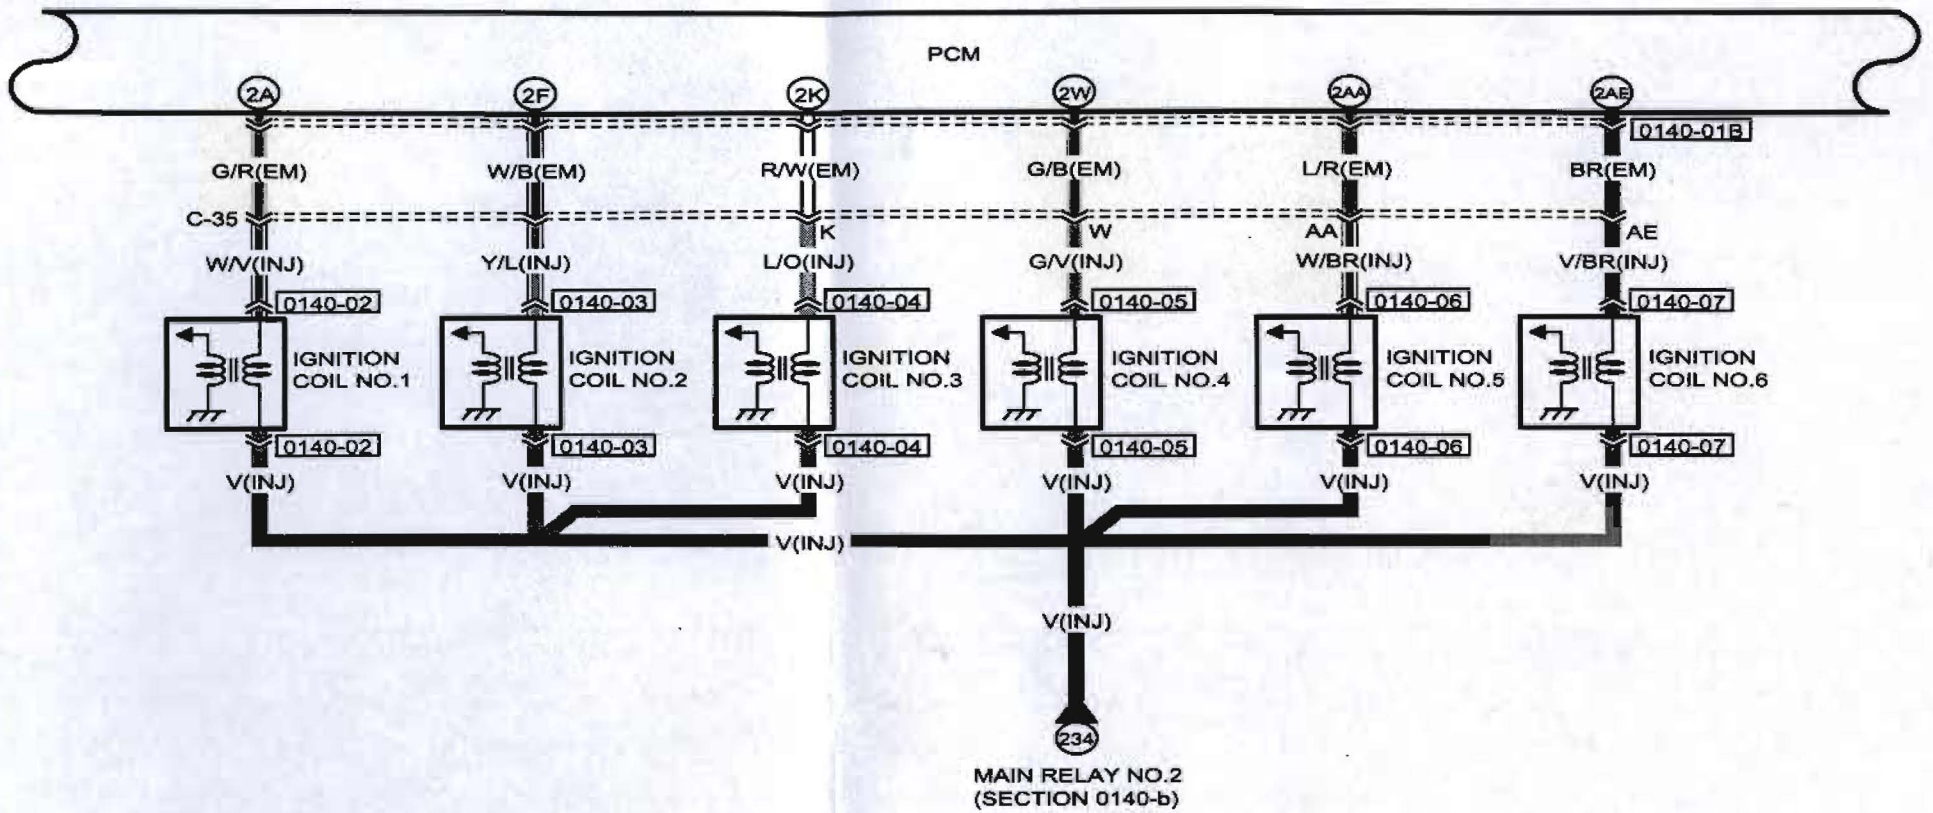 PCM
2A 2F 2K 2W 2AA 2AE
0140-01B
G/R(EM) W/B(EM) R/W(EM) G/B(EM) L/R(EM) BR(EM)
C-35
K W AA AE
W/V(INJ) Y/L(INJ) L/O(INJ) G/V(INJ) W/BR(INJ) V/BR(INJ)
0140-02 0140-03 0140-04 0140-05 0140-06 0140-07
IGNITION
COIL NO.1
IGNITION
COIL NO.2
IGNITION
COIL NO.3
IGNITION
COIL NO.4
IGNITION
COIL NO.5
IGNITION
COIL NO.6
0140-02 0140-03 0140-04 0140-05 0140-06 0140-07
V(INJ) V(INJ) V(INJ) V(INJ) V(INJ) V(INJ)
V(INJ)
V(INJ)
234
MAIN RELAY NO.2
(SECTION 0140-b)